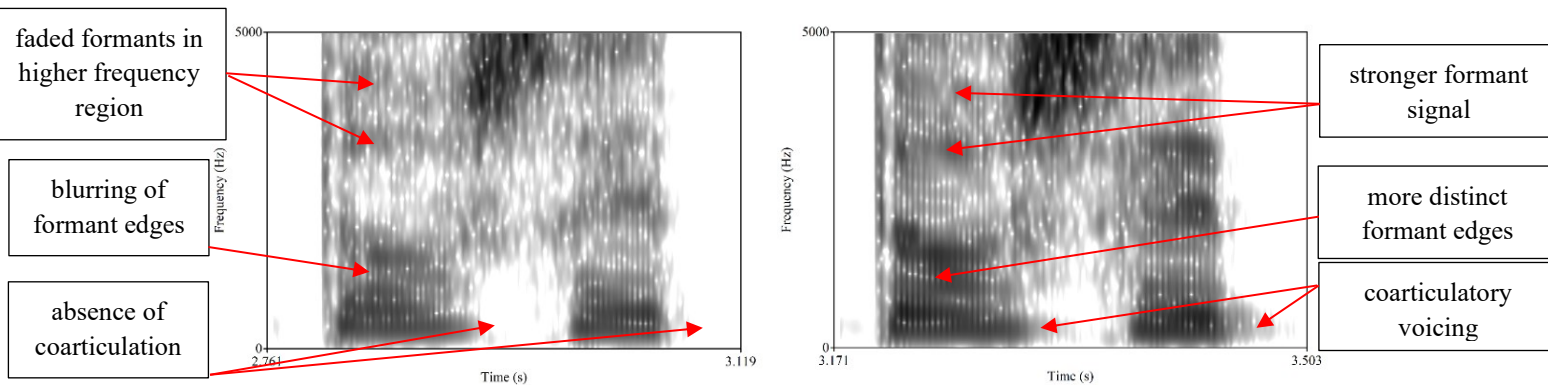 faded formants in
higher frequency
region
blurring of
formant edges
absence of
coarticulation
5000
Frequency (Hz)
0
2.761
3.119
Time (s)
5000
Frequency (Hz)
0
3.171
3.503
Time (s)
stronger formant
signal
more distinct
formant edges
coarticulatory
voicing